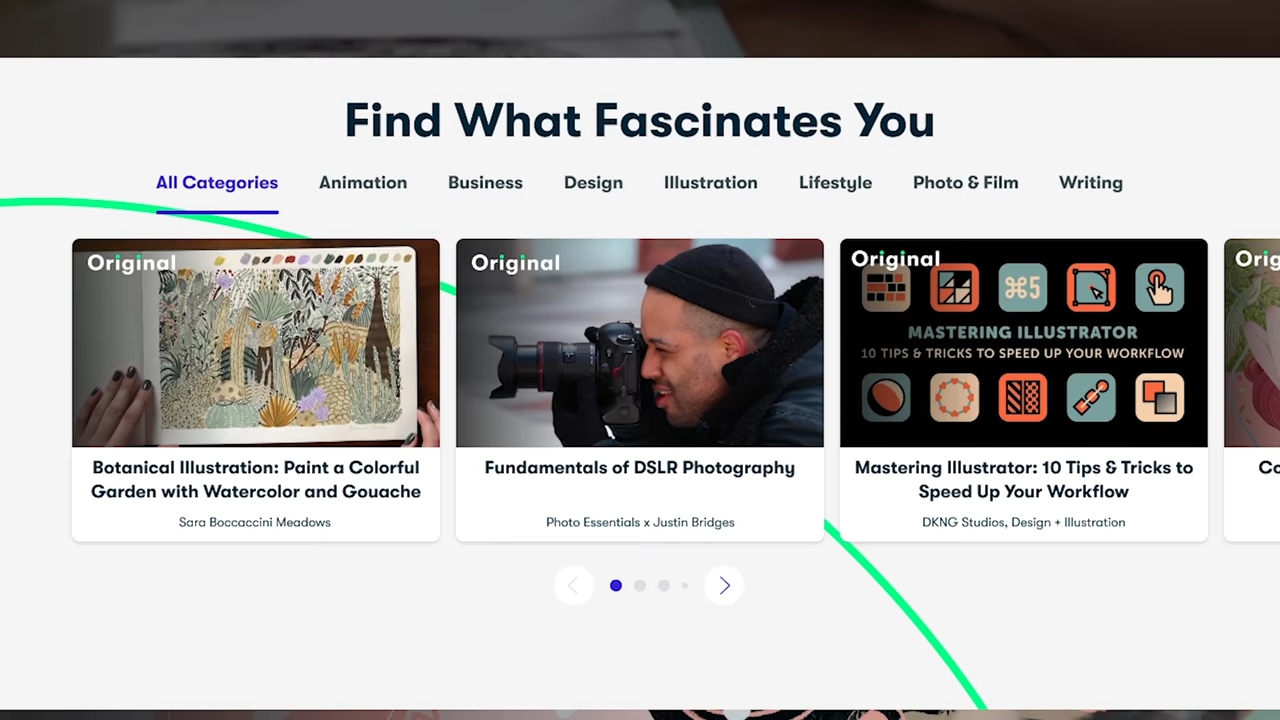 Find What Fascinates You
All Categories Animation Business Design Illustration Lifestyle Photo & Film Writing
Original
Botanical Illustration: Paint a Colorful
Garden with Watercolor and Gouache
Sara Boccaccini Meadows
Original
Fundamentals of DSLR Photography
Photo Essentials x Justin Bridges
Original
⌘5
MASTERING ILLUSTRATOR
10 TIPS & TRICKS TO SPEED UP YOUR WORKFLOW
Mastering Illustrator: 10 Tips & Tricks to
Speed Up Your Workflow
DKNG Studios, Design + Illustration